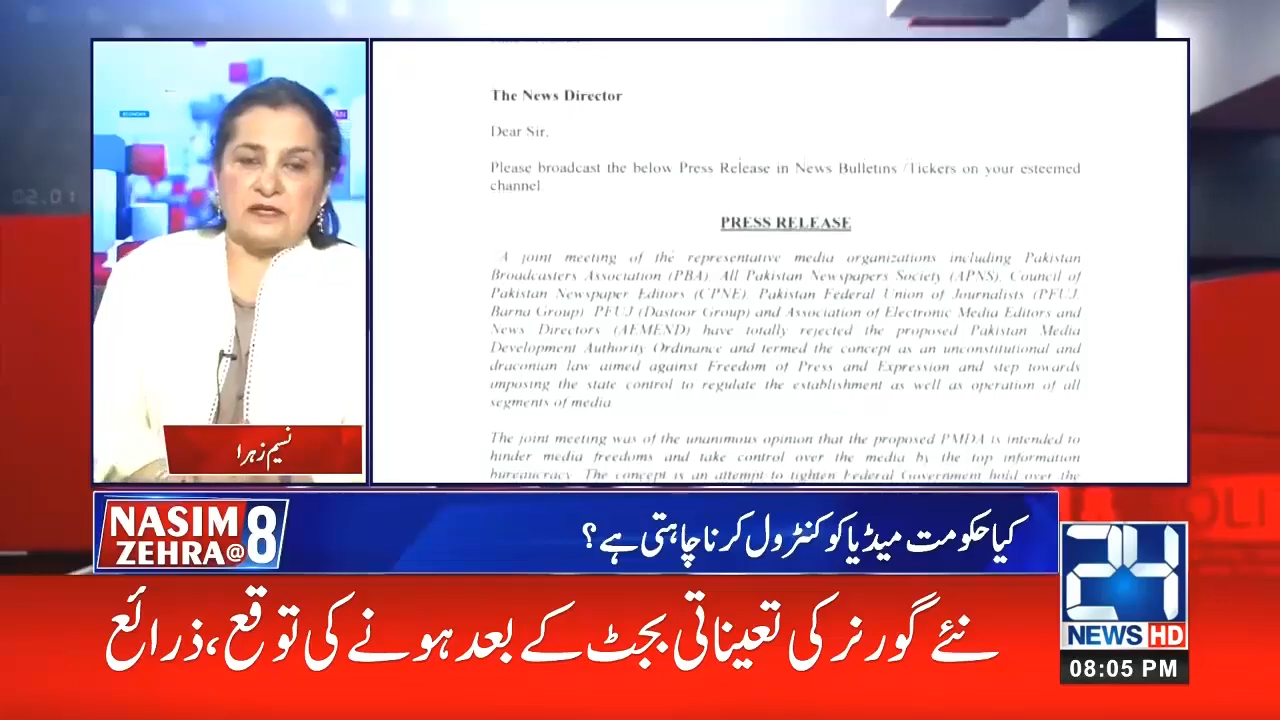 The News Director
Dear Sir,
Please broadcast the below Press Release in News Bulletins /Tickers on your esteemed
channel
PRESS RELEASE
A joint meeting of the representative media organizations including Pakistan
Broadcasters Association (PBA), All Pakistan Newspapers Society (APNS), Council of
Pakistan Newspaper Editors (CPNE), Pakistan Federal Union of Journalists (PFUJ,
Barna Group), PFUJ (Dastoor Group) and Association of Electronic Media Editors and
News Directors (AEMEND) have totally rejected the proposed Pakistan Media
Development Authority Ordinance and termed the concept as an unconstitutional and
draconian law aimed against Freedom of Press and Expression and step towards
imposing the state control to regulate the establishment as well as operation of all
segments of media
The joint meeting was of the unanimous opinion that the proposed PMDA is intended to
hinder media freedoms and take control over the media by the top information
bureaucracy. The concept is an attempt to tighten Federal Government hold over the
ECONOMY
02.01
نسیم زہرا
NASIM
ZEHRA@8
کیا حکومت میڈیا کو کنٹرول کرنا چاہتی ہے؟
نئے گورنر کی تعیناتی بجٹ کے بعد ہونے کی توقع، ذرائع
24
NEWS HD
08:05 PM